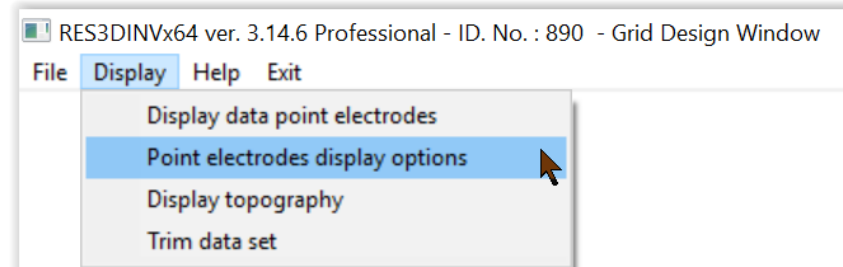 RES3DINVx64 ver. 3.14.6 Professional - ID. No. : 890 - Grid Design Window
File Display Help Exit
Display data point electrodes
Point electrodes display options
Display topography
Trim data set